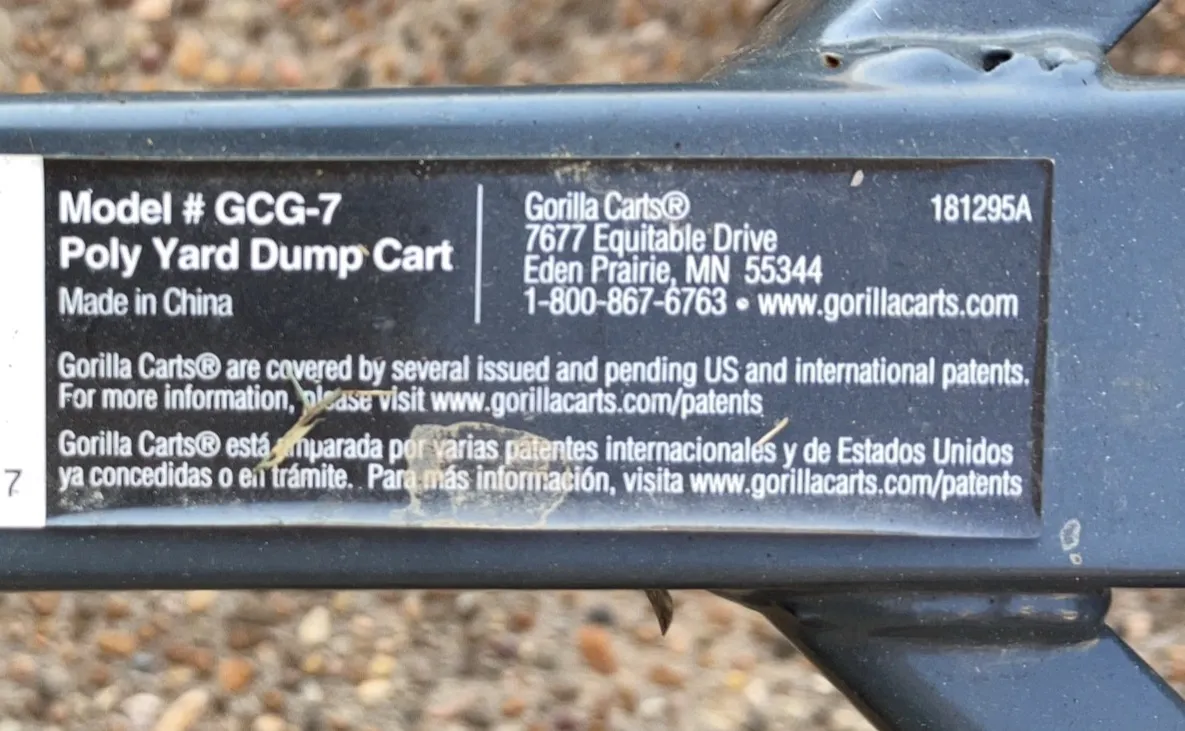 Model # GCG-7
Poly Yard Dump Cart
Made in China
Gorilla Carts®
7677 Equitable Drive
Eden Prairie, MN 55344
1-800-867-6763 • www.gorillacarts.com
181295A
Gorilla Carts® are covered by several issued and pending US and international patents.
For more information, please visit www.gorillacarts.com/patents
Gorilla Carts® está amparada por varias patentes internacionales y de Estados Unidos
ya concedidas o en trámite. Para más información, visita www.gorillacarts.com/patents
7